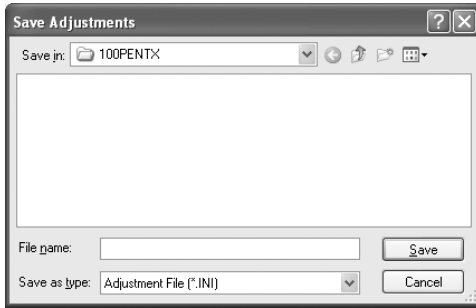 Save Adjustments
Save in: 100PENTX
File name: Save
Save as type: Adjustment File (*.INI) Cancel